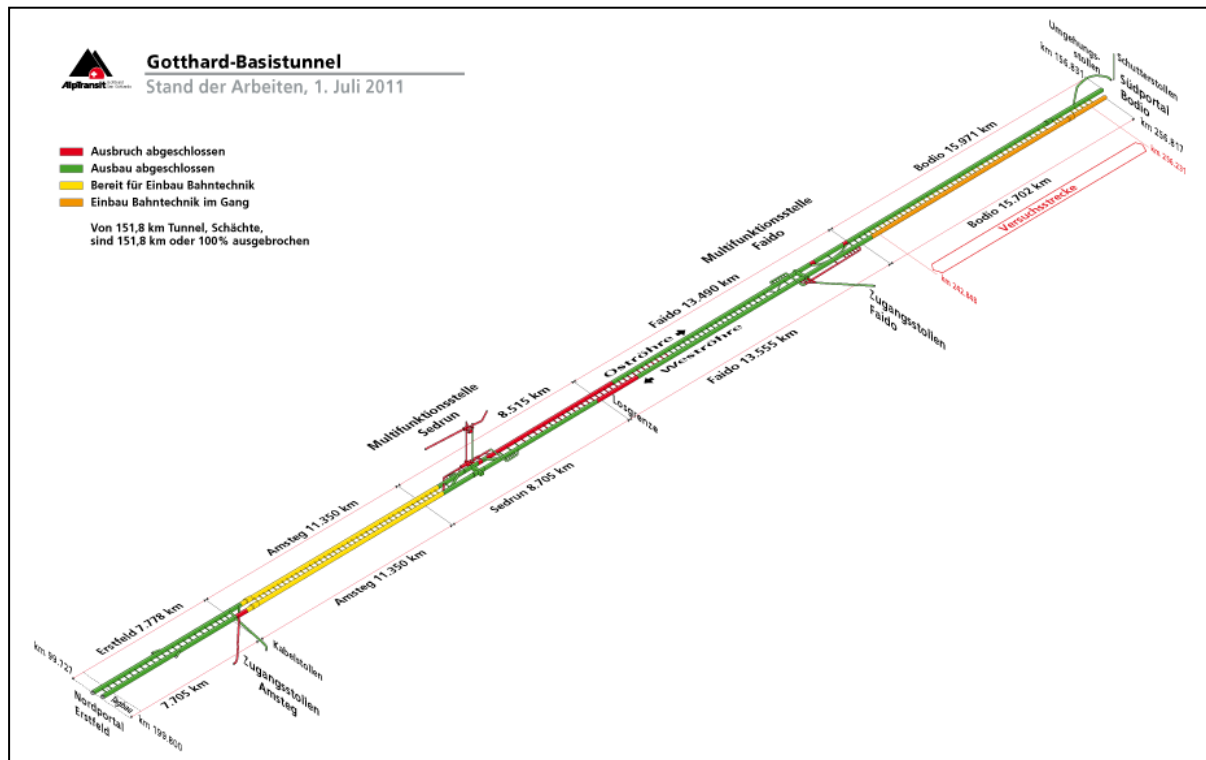 Gotthard-Basistunnel
Stand der Arbeiten, 1. Juli 2011
AlpTransit
Ausbruch abgeschlossen
Ausbau abgeschlossen
Bereit für Einbau Bahntechnik
Einbau Bahntechnik im Gang
Von 151,8 km Tunnel, Schächte,
sind 151,8 km oder 100% ausgebrochen
Umgehungs-
stollen
km 156.831
Schutterstollen
Südportal
Bodio
km 256.817
km 256.231
Bodio 15.971 km
Bodio 15.702 km
Versuchsstrecke
km 242.848
Multifunktionsstelle
Faido
Zugangsstollen
Faido
Faido 13.490 km
Oströhre
Weströhre
Faido 13.555 km
Losgrenze
Multifunktionsstelle
Sedrun
8.515 km
Sedrun 8.705 km
Amsteg 11.350 km
Amsteg 11.350 km
Erstfeld 7.778 km
7.705 km
Kabelstollen
Zugangsstollen
Amsteg
km 99.727
Tagbau
Nordportal
Erstfeld
km 199.800